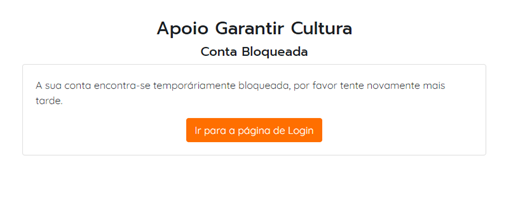 Apoio Garantir Cultura
Conta Bloqueada
A sua conta encontra-se temporáriamente bloqueada, por favor tente novamente mais
tarde.
Ir para a página de Login